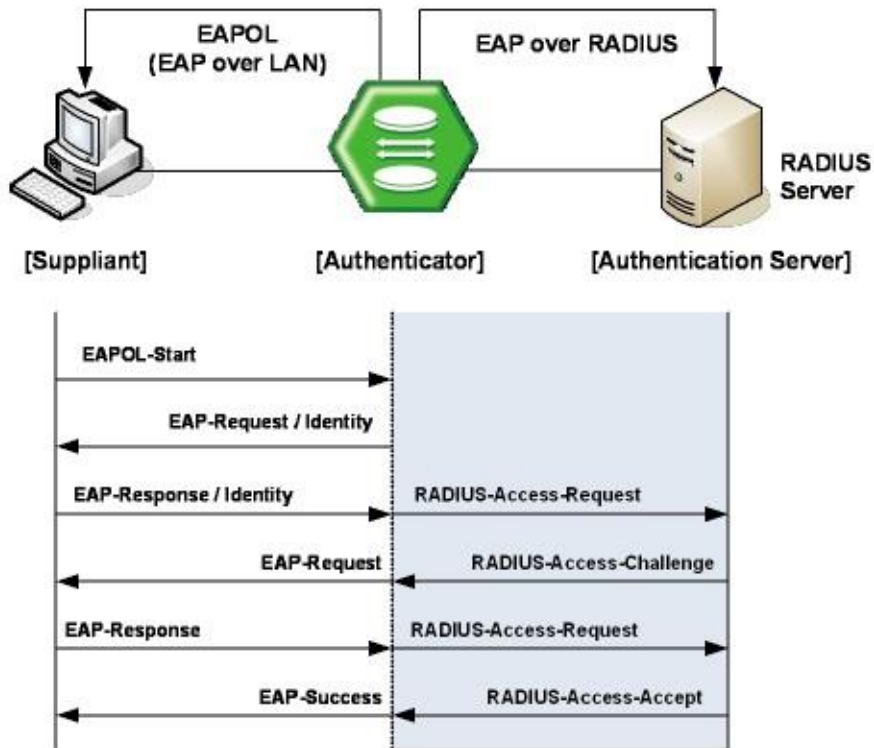 EAPOL
(EAP over LAN)
EAP over RADIUS
RADIUS
Server
[Suppliant]
[Authenticator]
[Authentication Server]
EAPOL-Start
EAP-Request / Identity
EAP-Response / Identity
RADIUS-Access-Request
EAP-Request
RADIUS-Access-Challenge
EAP-Response
RADIUS-Access-Request
EAP-Success
RADIUS-Access-Accept